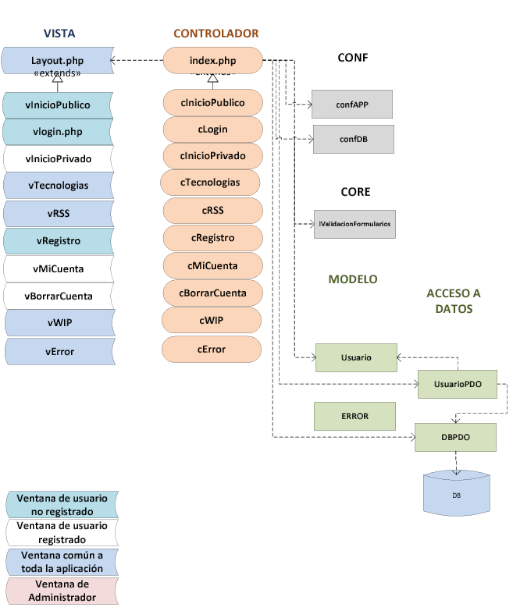 VISTA
CONTROLADOR
Layout.php
«extends»
index.php
«extends»
CONF
vInicioPublico
vlogin.php
vInicioPrivado
vTecnologias
vRSS
vRegistro
vMiCuenta
vBorrarCuenta
vWIP
vError
cInicioPublico
cLogin
cInicioPrivado
cTecnologias
cRSS
cRegistro
cMiCuenta
cBorrarCuenta
cWIP
cError
confAPP
confDB
CORE
lValidacionFormularios
MODELO
ACCESO A
DATOS
Usuario
UsuarioPDO
ERROR
DBPDO
DB
Ventana de usuario
no registrado
Ventana de usuario
registrado
Ventana común a
toda la aplicación
Ventana de
Administrador